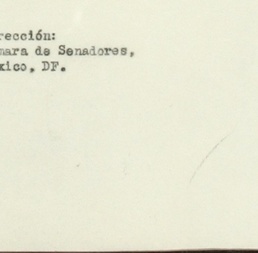 rección:
mara de Senadores,
xico, DF.